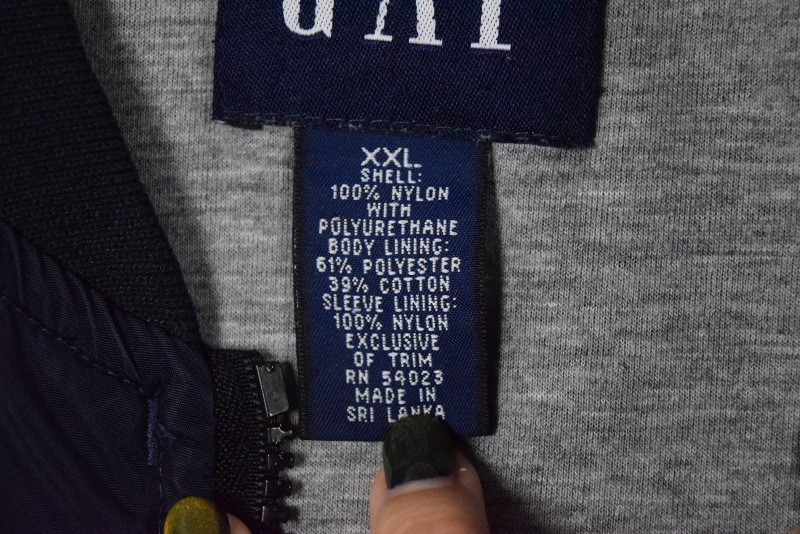 GAP
XXL
SHELL:
100% NYLON
WITH
POLYURETHANE
BODY LINING:
61% POLYESTER
39% COTTON
SLEEVE LINING:
100% NYLON
EXCLUSIVE
OF TRIM
RN 54023
MADE IN
SRI LANKA